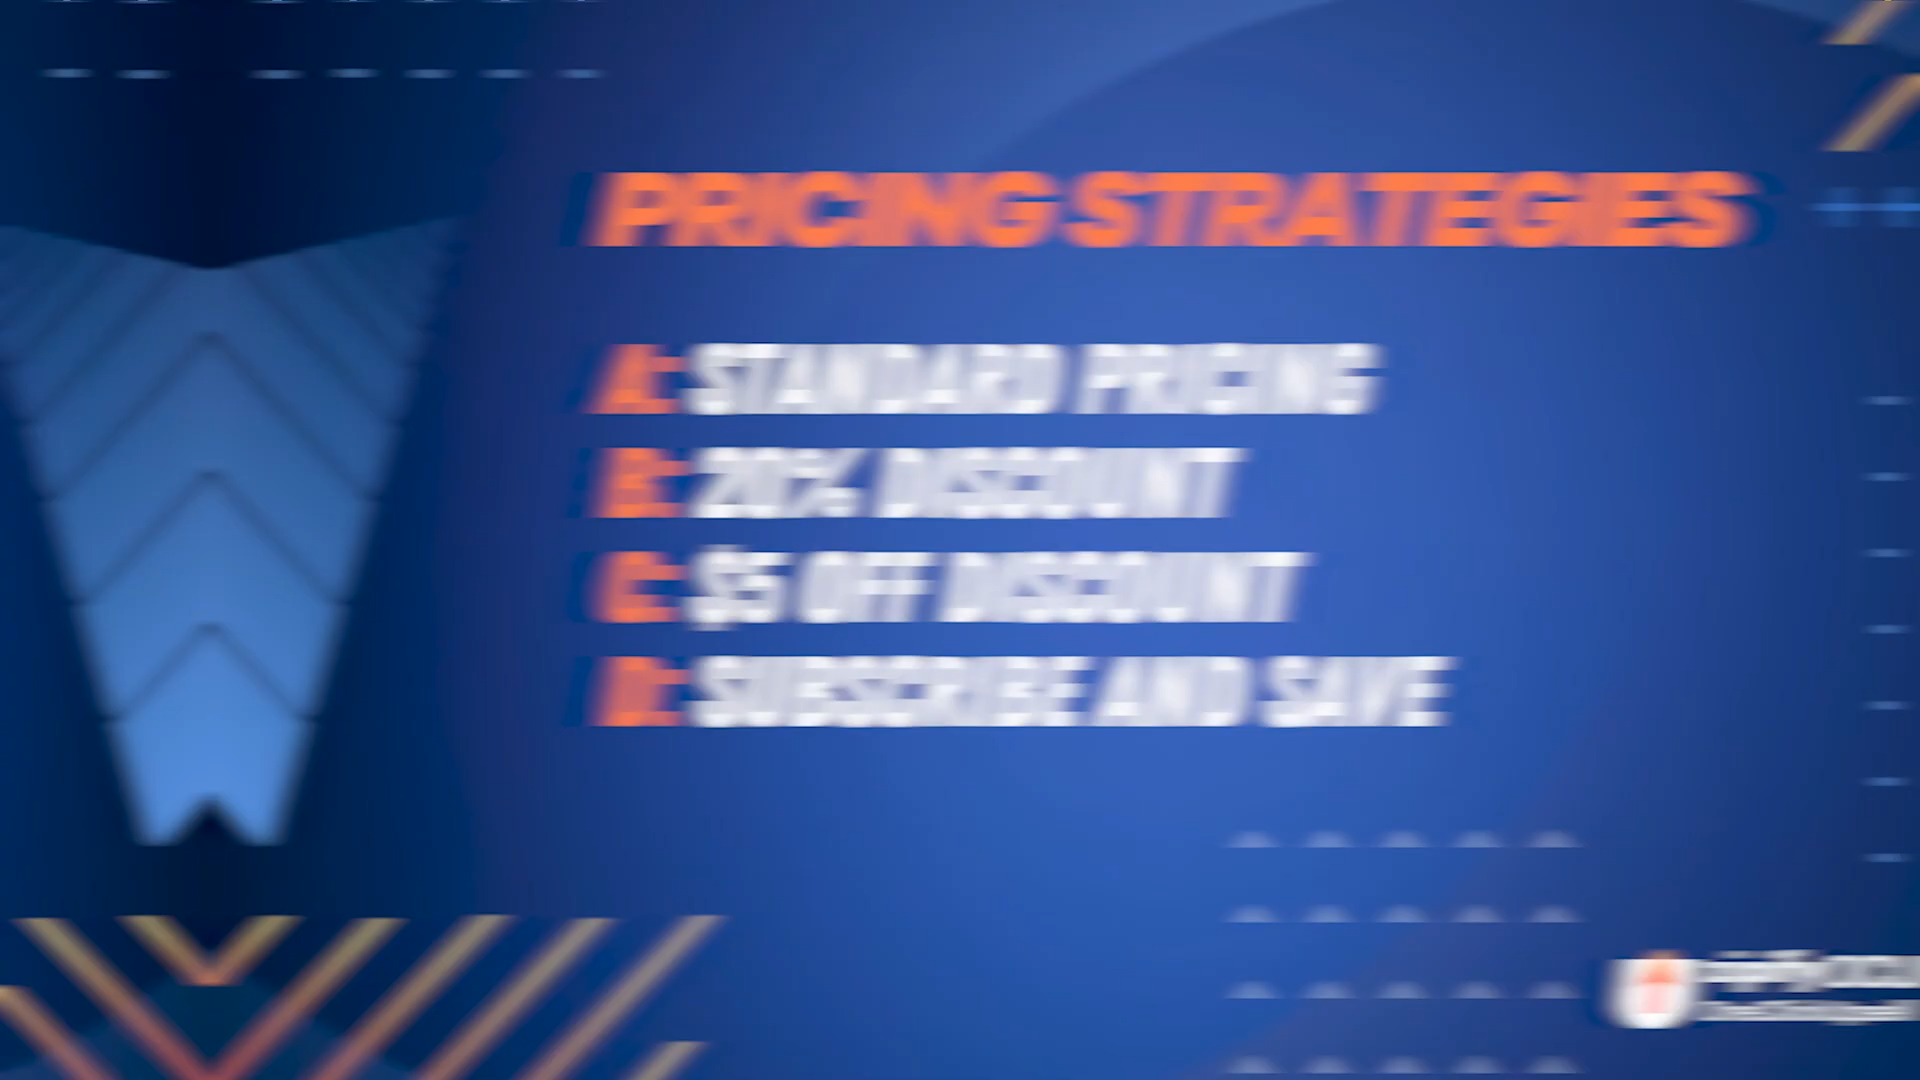 PRICING STRATEGIES
A: STANDARD PRICING
B: 20% DISCOUNT
C: $5 OFF DISCOUNT
D: SUBSCRIBE AND SAVE